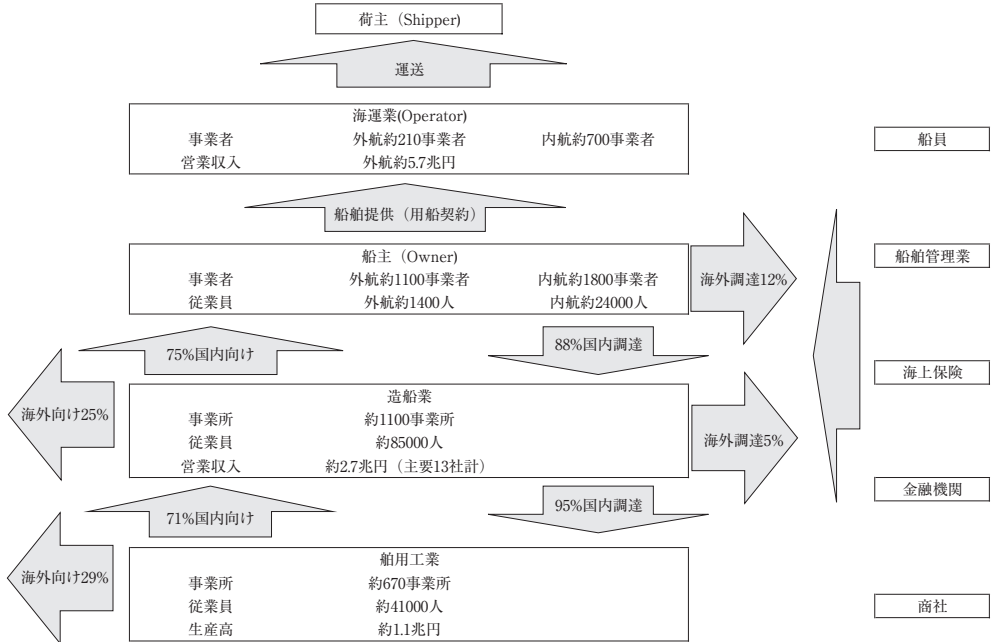 荷主（Shipper）
運送
海運業(Operator)
事業者 外航約210事業者 内航約700事業者
営業収入 外航約5.7兆円
船員
船舶提供（用船契約）
船主（Owner）
事業者 外航約1100事業者 内航約1800事業者
従業員 外航約1400人 内航約24000人
海外調達12%
船舶管理業
75%国内向け
88%国内調達
海上保険
海外向け25%
造船業
事業所 約1100事業所
従業員 約85000人
営業収入 約2.7兆円（主要13社計）
海外調達5%
金融機関
71%国内向け
95%国内調達
海外向け29%
舶用工業
事業所 約670事業所
従業員 約41000人
生産高 約1.1兆円
商社